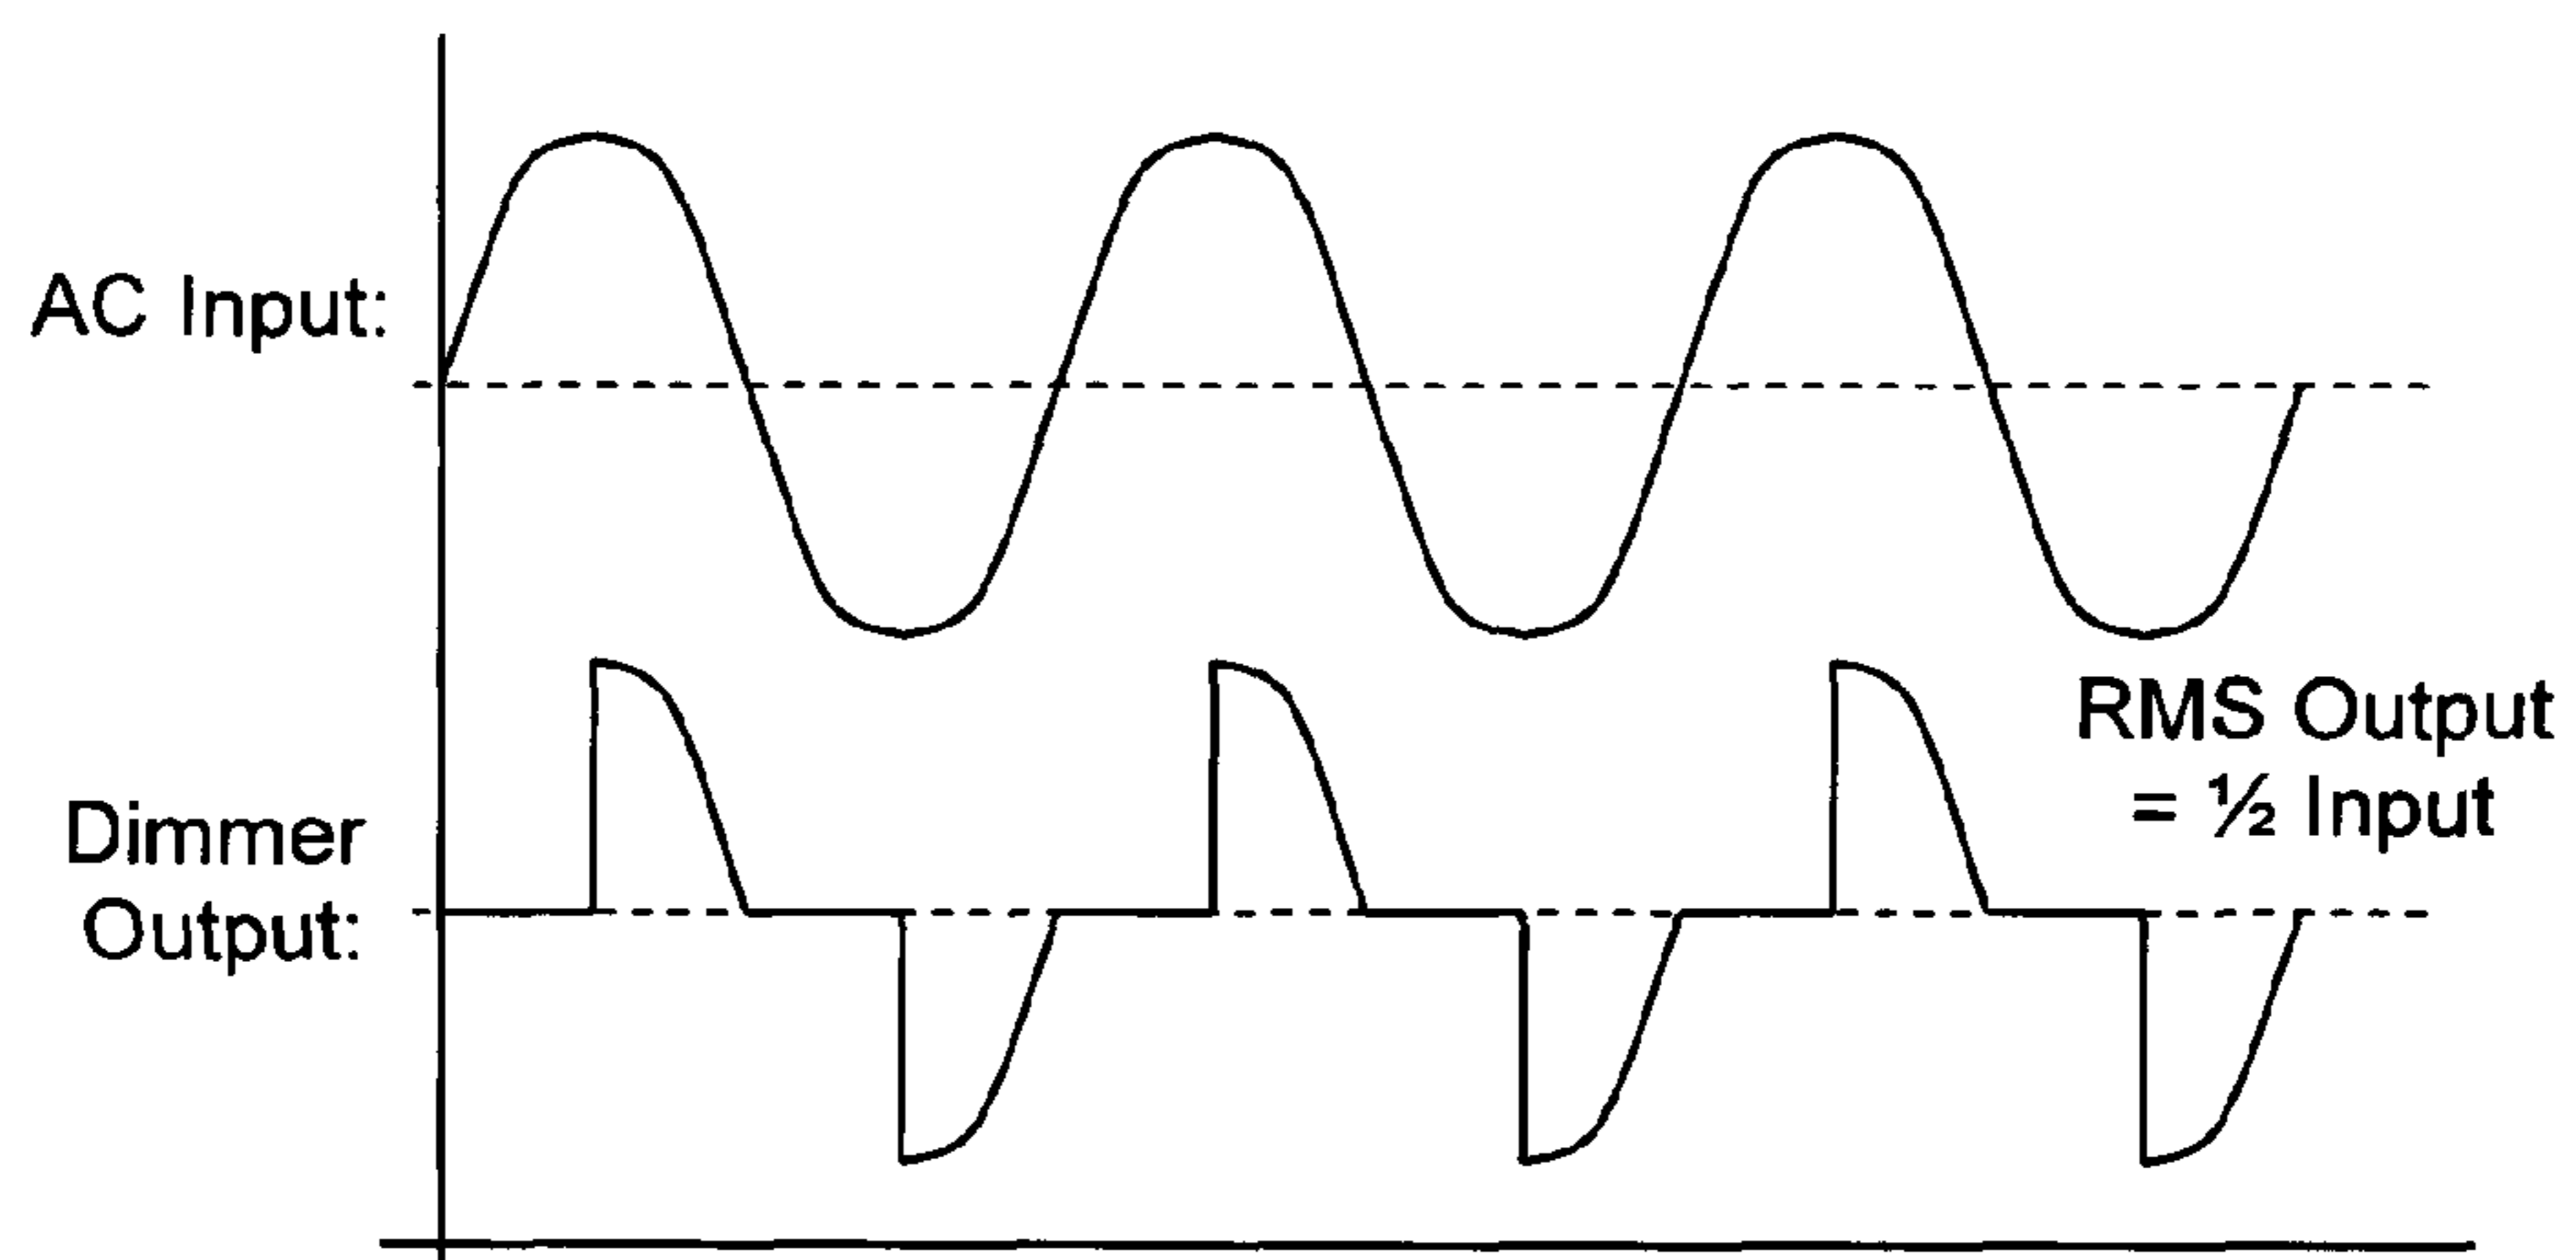 AC Input:
RMS Output
= ½ Input
Dimmer
Output: